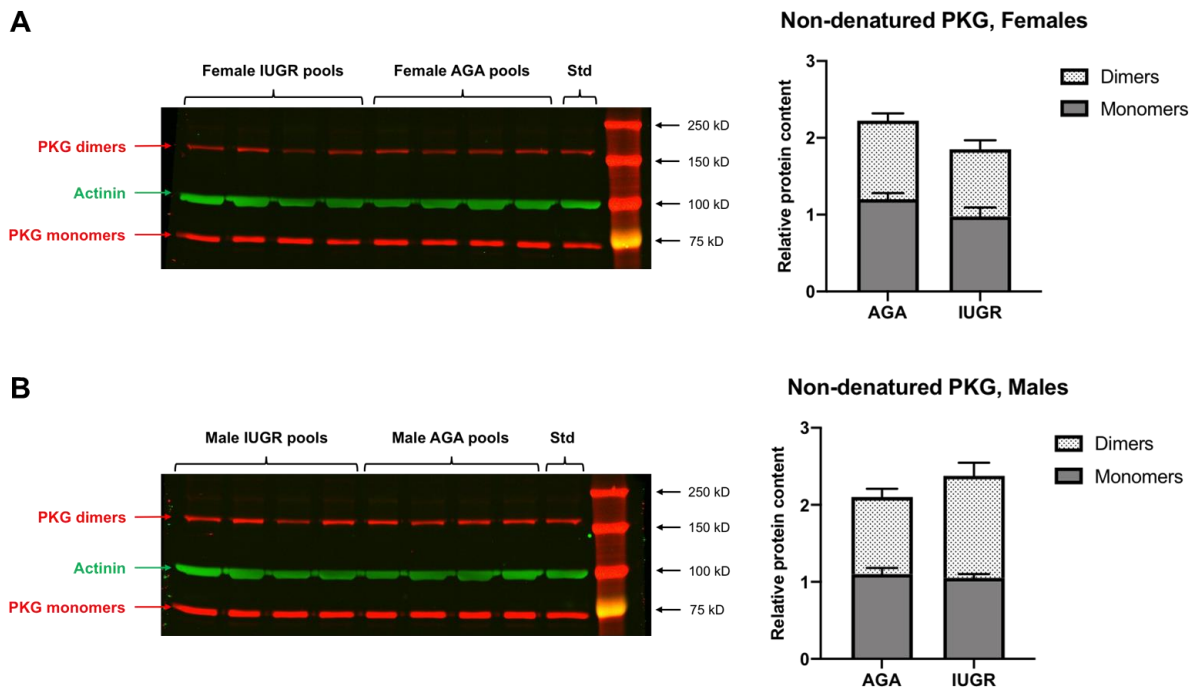 A
Non-denatured PKG, Females
Female IUGR pools
Female AGA pools
Std
PKG dimers
Actinin
PKG monomers
250 kD
150 kD
100 kD
75 kD
Relative protein content
3
2
1
0
AGA
IUGR
Dimers
Monomers
B
Non-denatured PKG, Males
Male IUGR pools
Male AGA pools
Std
PKG dimers
Actinin
PKG monomers
250 kD
150 kD
100 kD
75 kD
Relative protein content
3
2
1
0
AGA
IUGR
Dimers
Monomers